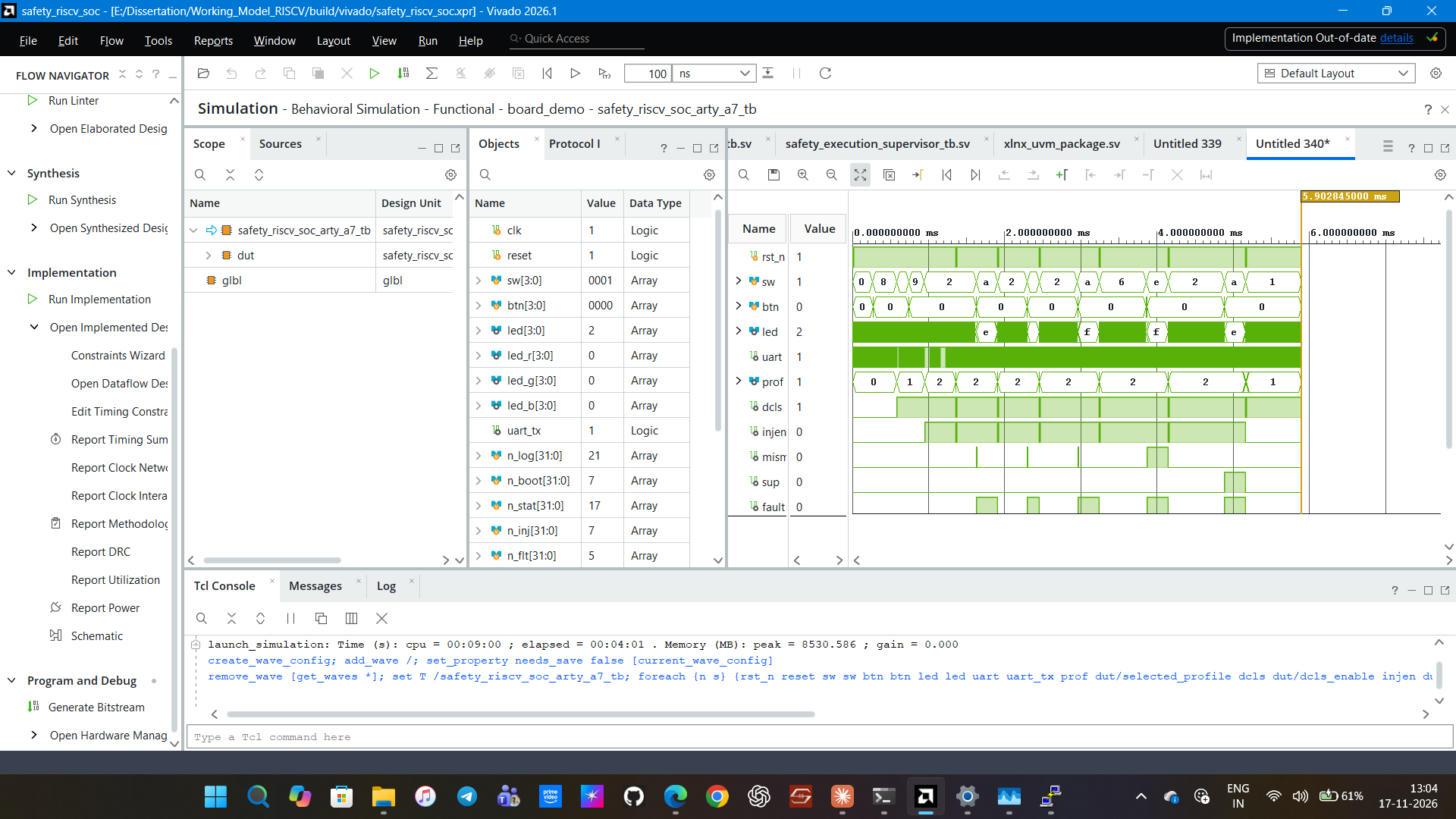 safety_riscv_soc - [E:/Dissertation/Working_Model_RISCV/build/vivado/safety_riscv_soc.xpr] - Vivado 2026.1
File Edit Flow Tools Reports Window Layout View Run Help Quick Access
Implementation Out-of-date details
FLOW NAVIGATOR
Run Linter
Open Elaborated Desig
Synthesis
Run Synthesis
Open Synthesized Desig
Implementation
Run Implementation
Open Implemented Des
Constraints Wizard
Open Dataflow Des
Edit Timing Constra
Report Timing Sum
Report Clock Netw
Report Clock Intera
Report Methodolog
Report DRC
Report Utilization
Report Power
Schematic
Program and Debug
Generate Bitstream
Open Hardware Manag
100 ns
Default Layout
Simulation - Behavioral Simulation - Functional - board_demo - safety_riscv_soc_arty_a7_tb
Scope Sources
Name Design Unit
safety_riscv_soc_arty_a7_tb safety_riscv_sc
dut safety_riscv_sc
glbl glbl
Objects Protocol I
Name Value Data Type
clk 1 Logic
reset 1 Logic
sw[3:0] 0001 Array
btn[3:0] 0000 Array
led[3:0] 2 Array
led_r[3:0] 0 Array
led_g[3:0] 0 Array
led_b[3:0] 0 Array
uart_tx 1 Logic
n_log[31:0] 21 Array
n_boot[31:0] 7 Array
n_stat[31:0] 17 Array
n_inj[31:0] 7 Array
n_flt[31:0] 5 Array
tb.sv safety_execution_supervisor_tb.sv xlnx_uvm_package.sv Untitled 339 Untitled 340*
5.902845000 ms
Name Value
0.000000000 ms 2.000000000 ms 4.000000000 ms 6.000000000 ms
rst_n 1
sw 1 0 8 9 2 a 2 2 a 6 e 2 a 1
btn 0 0 0 0 0 0 0 0 0
led 2 e f f e
uart 1
prof 1 0 1 2 2 2 2 2 2 1
dcls 1
injen 0
mism 0
sup 0
fault 0
Tcl Console Messages Log
launch_simulation: Time (s): cpu = 00:09:00 ; elapsed = 00:04:01 . Memory (MB): peak = 8530.586 ; gain = 0.000
create_wave_config; add_wave /; set_property needs_save false [current_wave_config]
remove_wave [get_waves *]; set T /safety_riscv_soc_arty_a7_tb; foreach {n s} {rst_n reset sw sw btn btn led led uart uart_tx prof dut/selected_profile dcls dut/dcls_enable injen du
Type a Tcl command here
prime video
61%
ENG
IN
13:04
17-11-2026